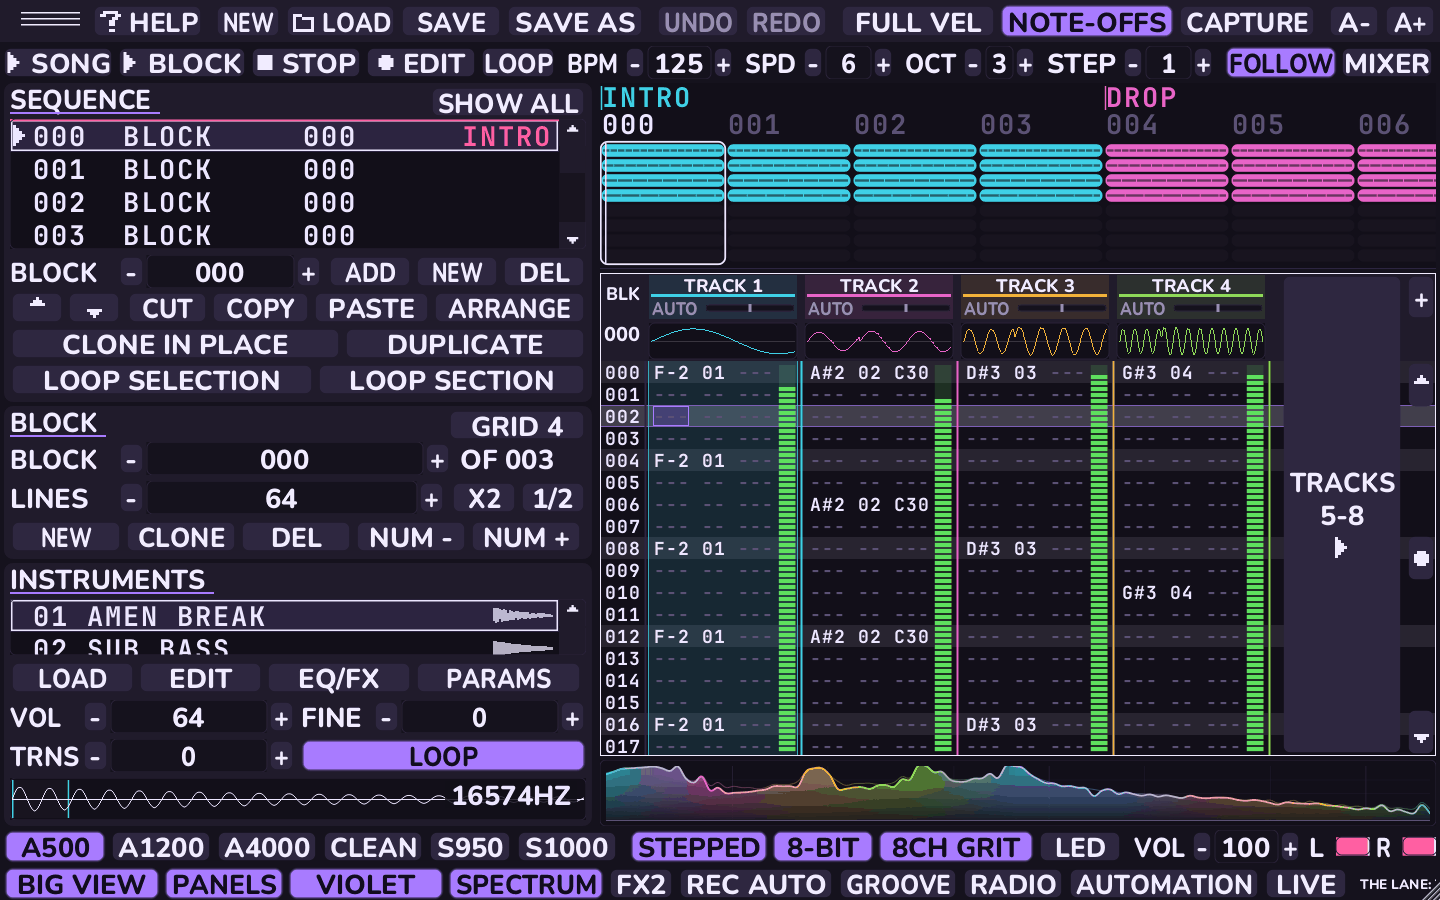 ? HELP NEW LOAD SAVE SAVE AS UNDO REDO FULL VEL NOTE-OFFS CAPTURE A- A+
SONG BLOCK STOP EDIT LOOP BPM - 125 + SPD - 6 + OCT - 3 + STEP - 1 + FOLLOW MIXER
SEQUENCE SHOW ALL
000 BLOCK 000 INTRO
001 BLOCK 000
002 BLOCK 000
003 BLOCK 000
BLOCK - 000 + ADD NEW DEL
CUT COPY PASTE ARRANGE
CLONE IN PLACE DUPLICATE
LOOP SELECTION LOOP SECTION
BLOCK GRID 4
BLOCK - 000 + OF 003
LINES - 64 + X2 1/2
NEW CLONE DEL NUM - NUM +
INSTRUMENTS
01 AMEN BREAK
02 SUB BASS
LOAD EDIT EQ/FX PARAMS
VOL - 64 + FINE - 0 +
TRNS - 0 + LOOP
16574HZ
INTRO DROP
000 001 002 003 004 005 006
BLK TRACK 1 TRACK 2 TRACK 3 TRACK 4 +
AUTO AUTO AUTO AUTO
000
000 F-2 01 A#2 02 C30 D#3 03 --- G#3 04 ---
001 --- -- --- --- -- --- --- -- --- --- -- ---
002 --- --- -- --- --- -- --- --- -- ---
003 --- -- --- --- -- --- --- -- --- --- -- ---
004 F-2 01 --- --- -- --- --- -- --- --- -- ---
005 --- -- --- --- -- --- --- -- --- --- -- ---
006 --- -- --- A#2 02 C30 --- -- --- --- -- ---
007 --- -- --- --- -- --- --- -- --- --- -- ---
008 F-2 01 --- --- -- --- D#3 03 --- --- -- ---
009 --- -- --- --- -- --- --- -- --- --- -- ---
010 --- -- --- --- -- --- --- -- --- G#3 04 ---
011 --- -- --- --- -- --- --- -- --- --- -- ---
012 F-2 01 --- A#2 02 C30 --- -- --- --- -- ---
013 --- -- --- --- -- --- --- -- --- --- -- ---
014 --- -- --- --- -- --- --- -- --- --- -- ---
015 --- -- --- --- -- --- --- -- --- --- -- ---
016 F-2 01 --- --- -- --- D#3 03 --- --- -- ---
017 --- -- --- --- -- --- --- -- --- --- -- ---
TRACKS
5-8
A500 A1200 A4000 CLEAN S950 S1000 STEPPED 8-BIT 8CH GRIT LED VOL - 100 + L R
BIG VIEW PANELS VIOLET SPECTRUM FX2 REC AUTO GROOVE RADIO AUTOMATION LIVE THE LANE: